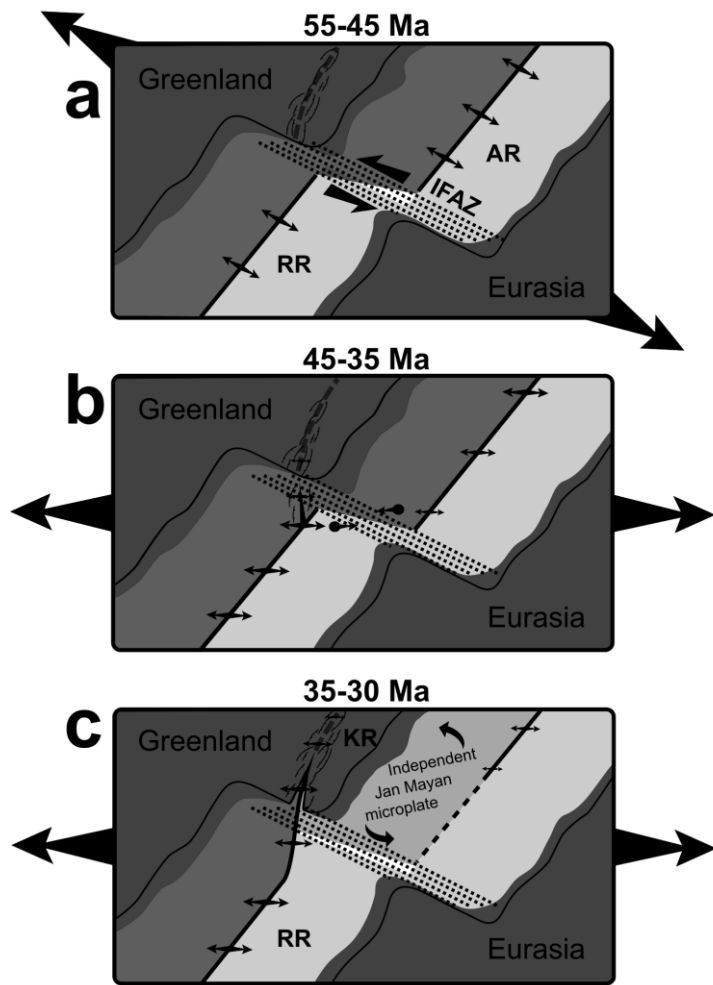 55-45 Ma
a
Greenland
AR
IFAZ
RR
Eurasia
45-35 Ma
b
Greenland
Eurasia
35-30 Ma
c
Greenland
KR
Independent
Jan Mayan
microplate
RR
Eurasia